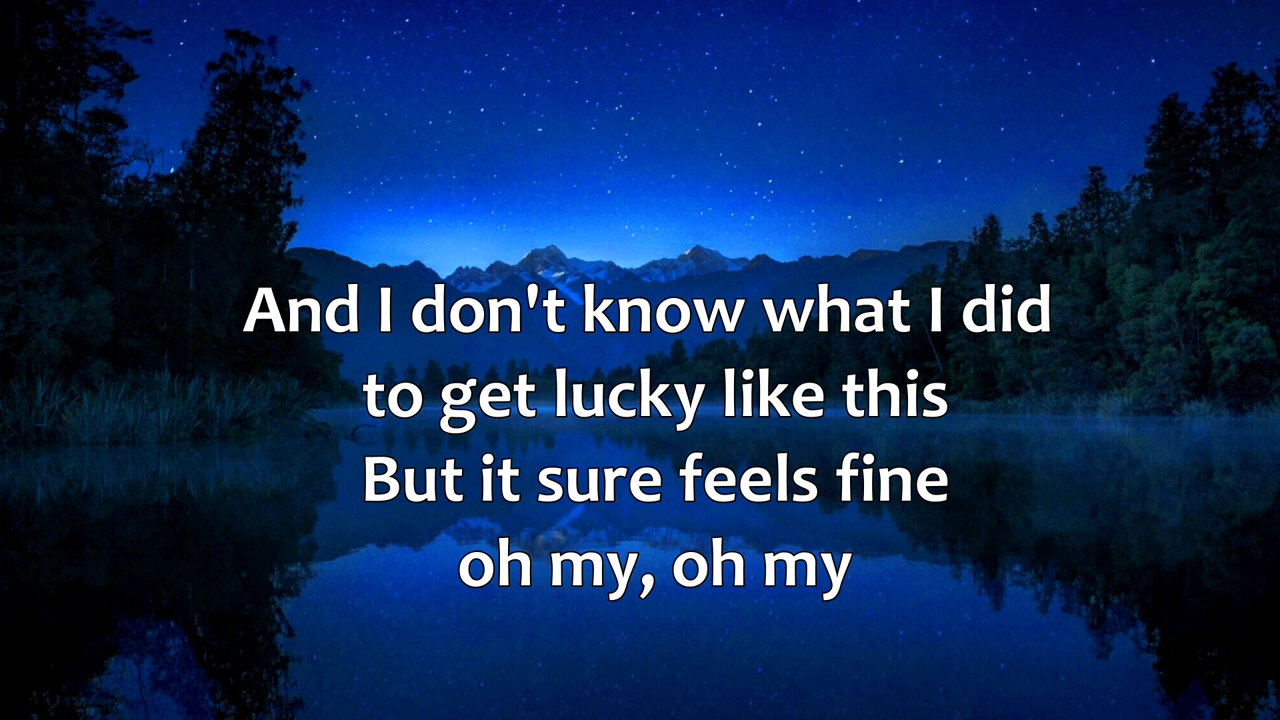 And I don't know what I did
to get lucky like this
But it sure feels fine
oh my, oh my